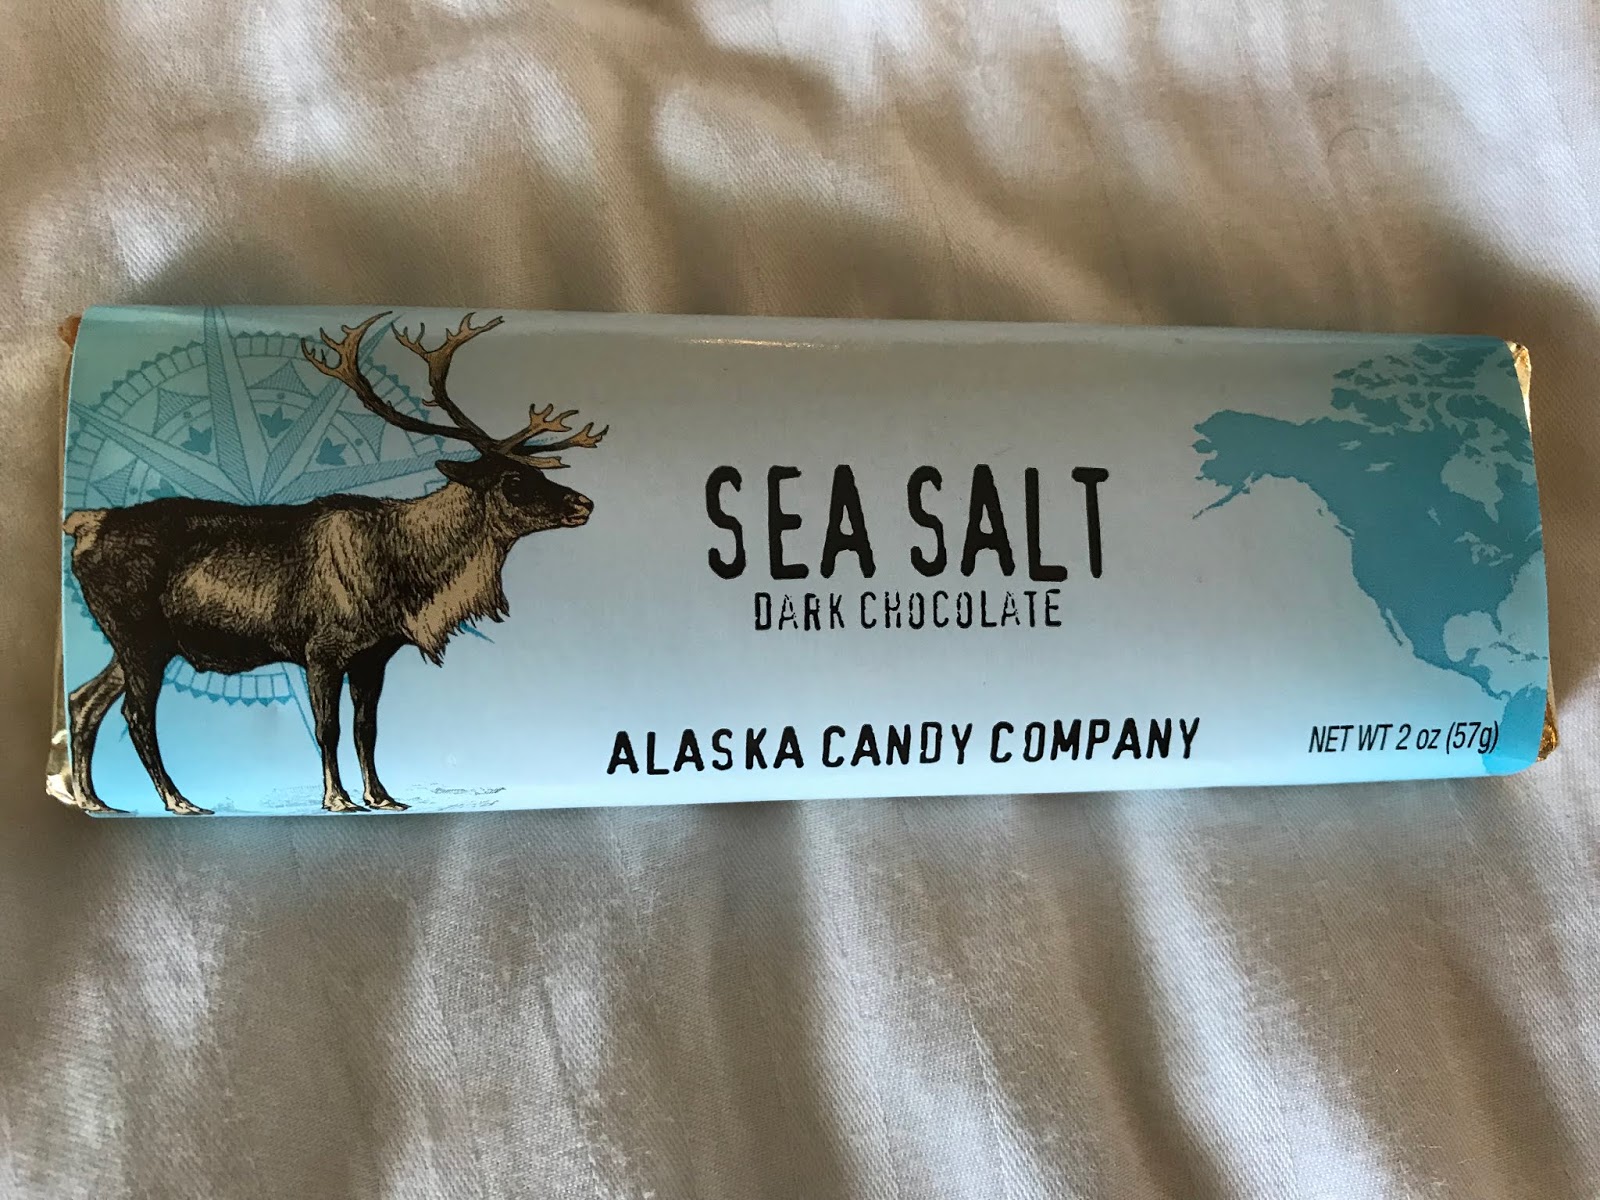 SEA SALT
DARK CHOCOLATE
ALASKA CANDY COMPANY
NET WT 2 oz (57g)